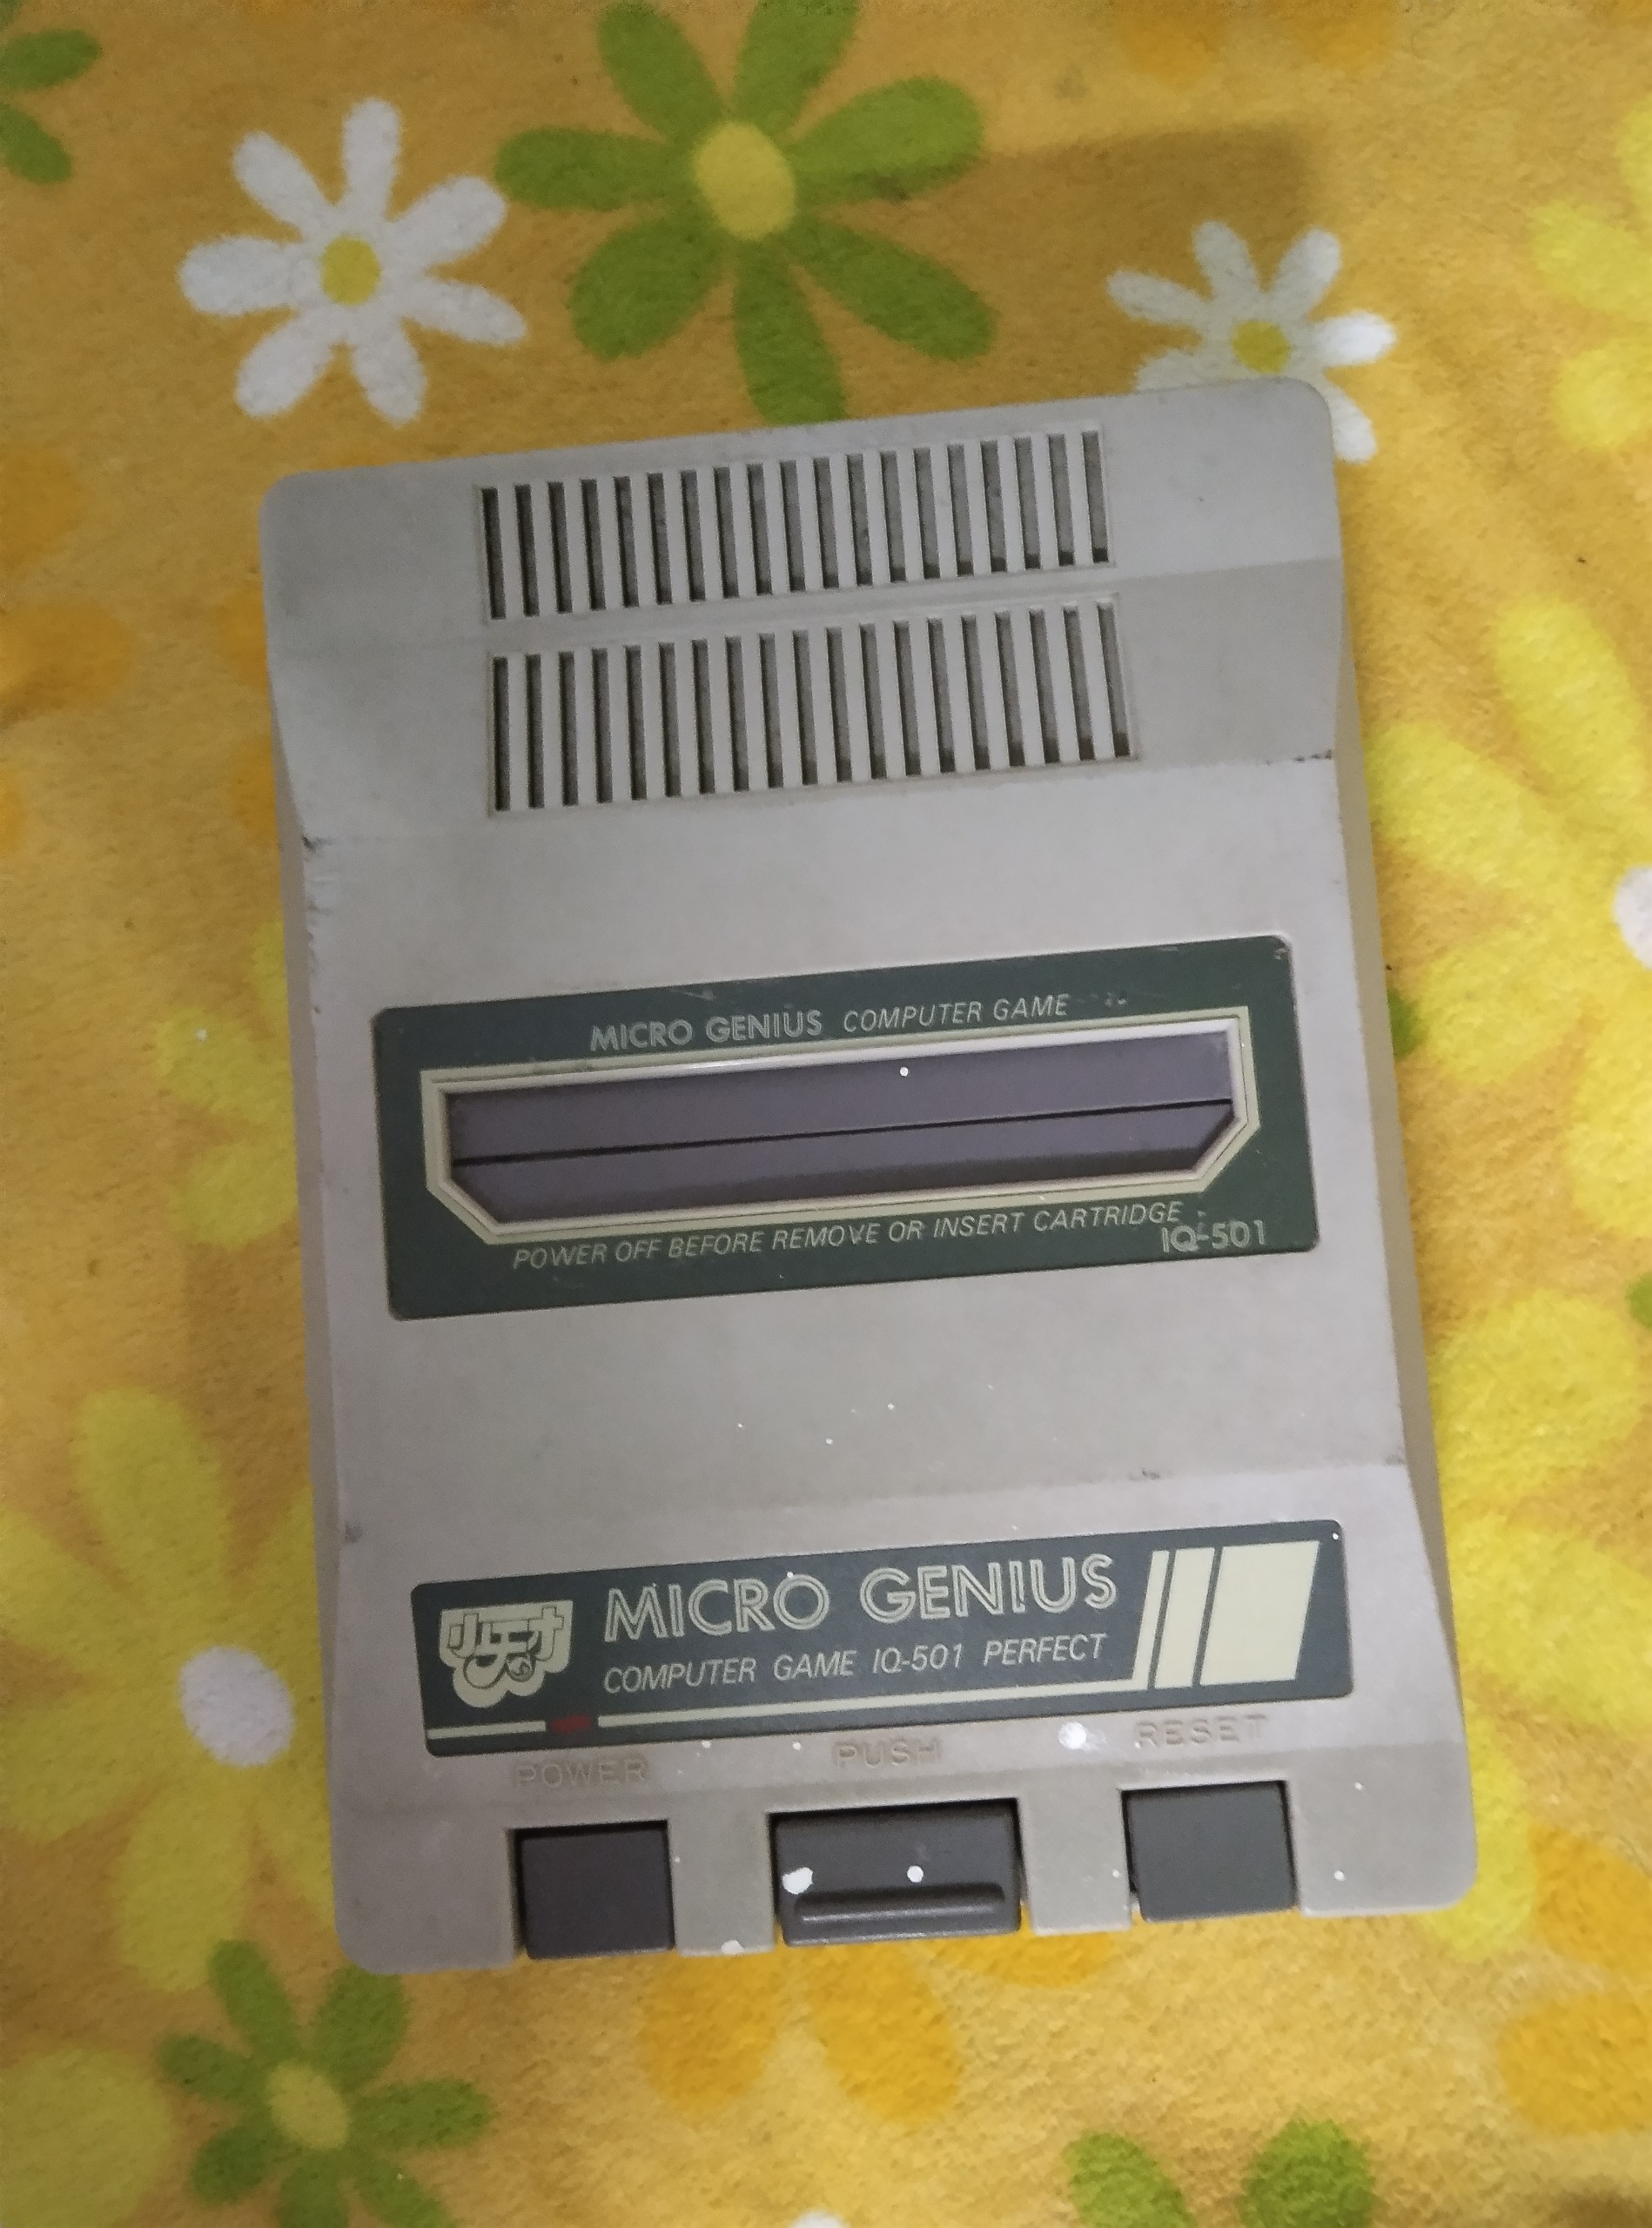 MICRO GENIUS COMPUTER GAME
POWER OFF BEFORE REMOVE OR INSERT CARTRIDGE
IQ-501
小天才
MICRO GENIUS
COMPUTER GAME IQ-501 PERFECT
POWER
PUSH
RESET